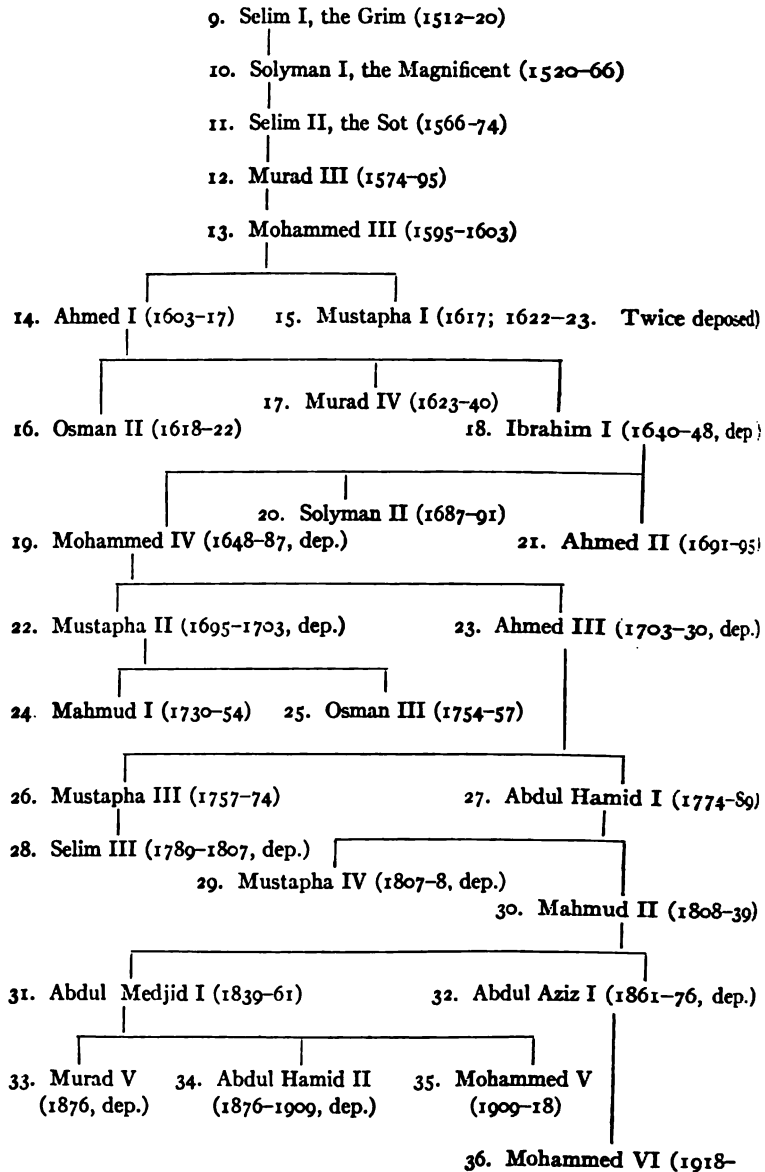 9. Selim I, the Grim (1512–20)
10. Solyman I, the Magnificent (1520–66)
11. Selim II, the Sot (1566–74)
12. Murad III (1574–95)
13. Mohammed III (1595–1603)
14. Ahmed I (1603–17) 15. Mustapha I (1617; 1622–23. Twice deposed)
17. Murad IV (1623–40)
16. Osman II (1618–22) 18. Ibrahim I (1640–48, dep)
20. Solyman II (1687–91)
19. Mohammed IV (1648–87, dep.) 21. Ahmed II (1691–95)
22. Mustapha II (1695–1703, dep.) 23. Ahmed III (1703–30, dep.)
24. Mahmud I (1730–54) 25. Osman III (1754–57)
26. Mustapha III (1757–74) 27. Abdul Hamid I (1774–89)
28. Selim III (1789–1807, dep.)
29. Mustapha IV (1807–8, dep.)
30. Mahmud II (1808–39)
31. Abdul Medjid I (1839–61) 32. Abdul Aziz I (1861–76, dep.)
33. Murad V 34. Abdul Hamid II 35. Mohammed V
(1876, dep.) (1876–1909, dep.) (1909–18)
36. Mohammed VI (1918–